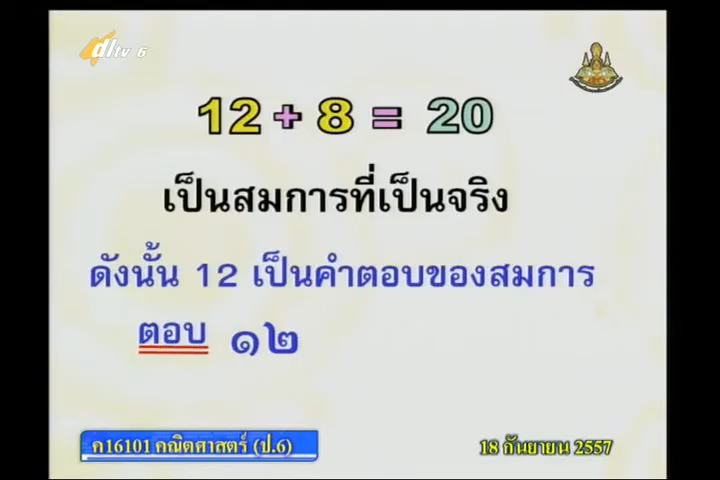 dltv 6
12 + 8 = 20
เป็นสมการที่เป็นจริง
ดังนั้น 12 เป็นคำตอบของสมการ
ตอบ ๑๒
ค16101 คณิตศาสตร์ (ป.6)
18 กันยายน 2557